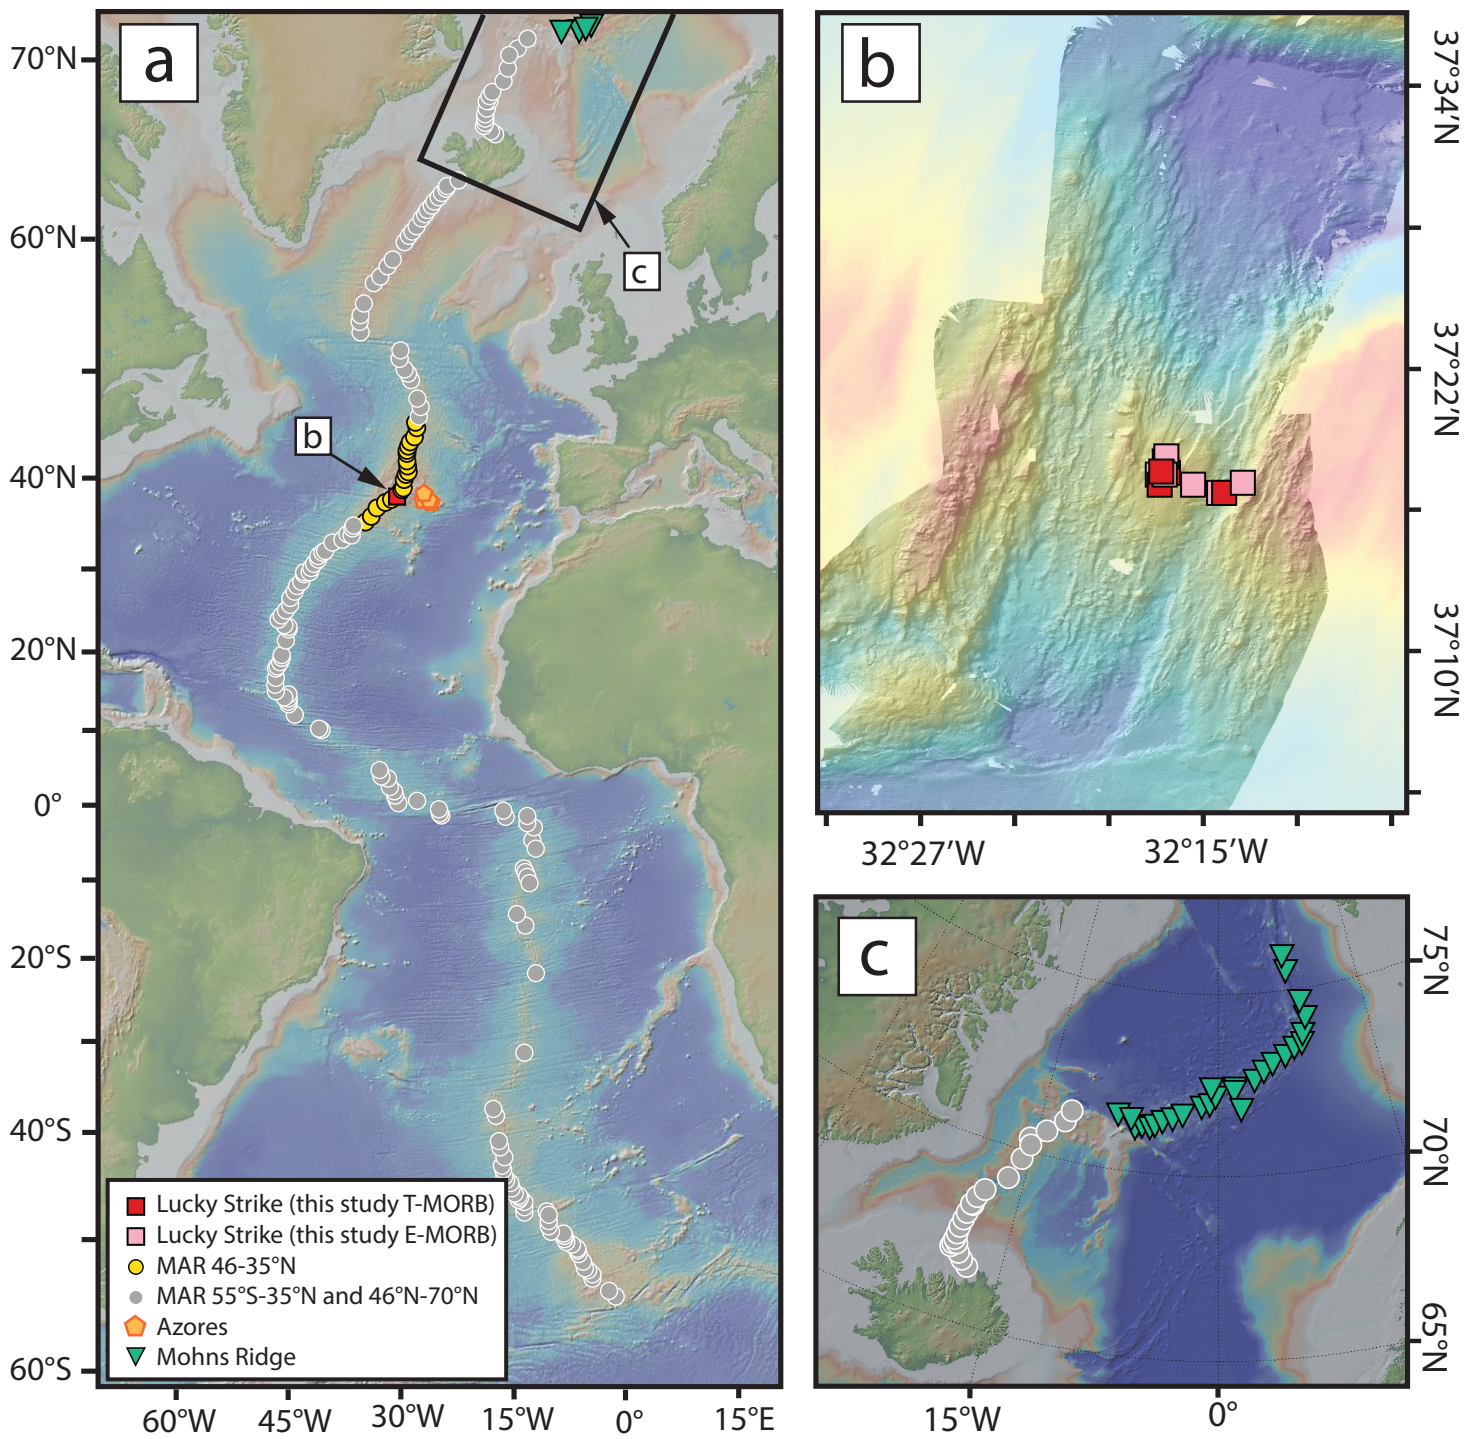 a
70°N
60°N
40°N
20°N
0°
20°S
40°S
60°S
c
b
Lucky Strike (this study T-MORB)
Lucky Strike (this study E-MORB)
MAR 46-35°N
MAR 55°S-35°N and 46°N-70°N
Azores
Mohns Ridge
60°W
45°W
30°W
15°W
0°
15°E
b
37°34'N
37°22'N
37°10'N
32°27'W
32°15'W
c
75°N
70°N
65°N
15°W
0°